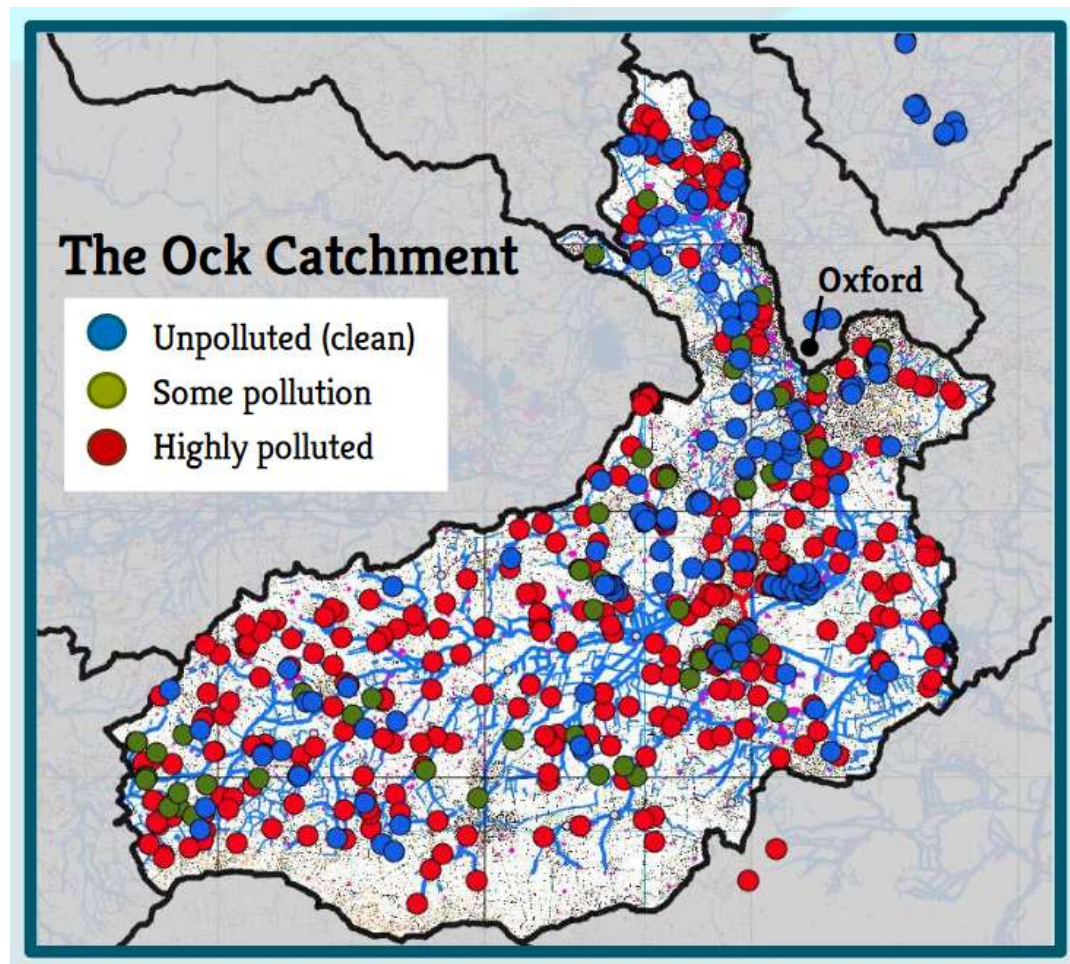 The Ock Catchment
Oxford
Unpolluted (clean)
Some pollution
Highly polluted